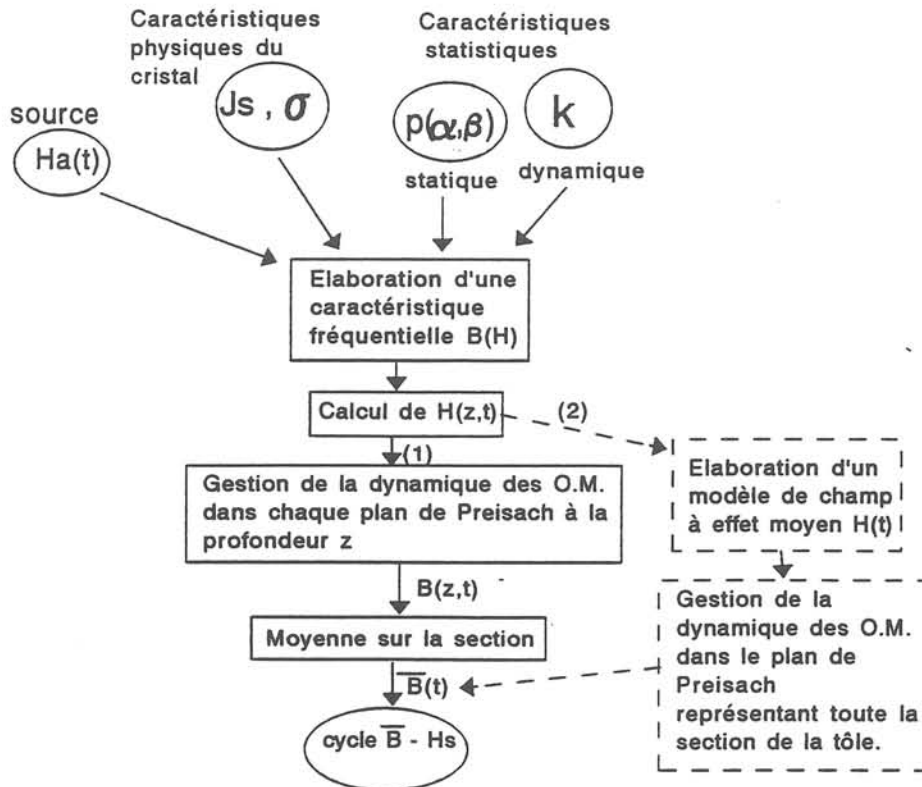 Caractéristiques
physiques du
cristal
Caractéristiques
statistiques
source
Ha(t)
Js , σ
p(α,β)
k
statique
dynamique
Elaboration d'une
caractéristique
fréquentielle B(H)
Calcul de H(z,t)
(2)
(1)
Gestion de la dynamique des O.M.
dans chaque plan de Preisach à la
profondeur z
Elaboration d'un
modèle de champ
à effet moyen H(t)
B(z,t)
Moyenne sur la section
Gestion de la
dynamique des O.M.
dans le plan de
Preisach
représentant toute la
section de la tôle.
B̅(t)
cycle B̅ - Hs